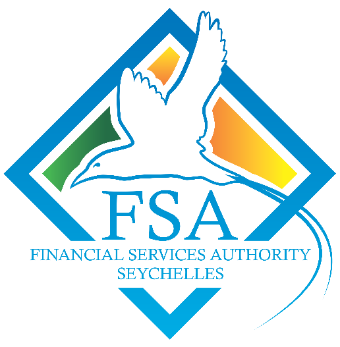 FSA
FINANCIAL SERVICES AUTHORITY
SEYCHELLES